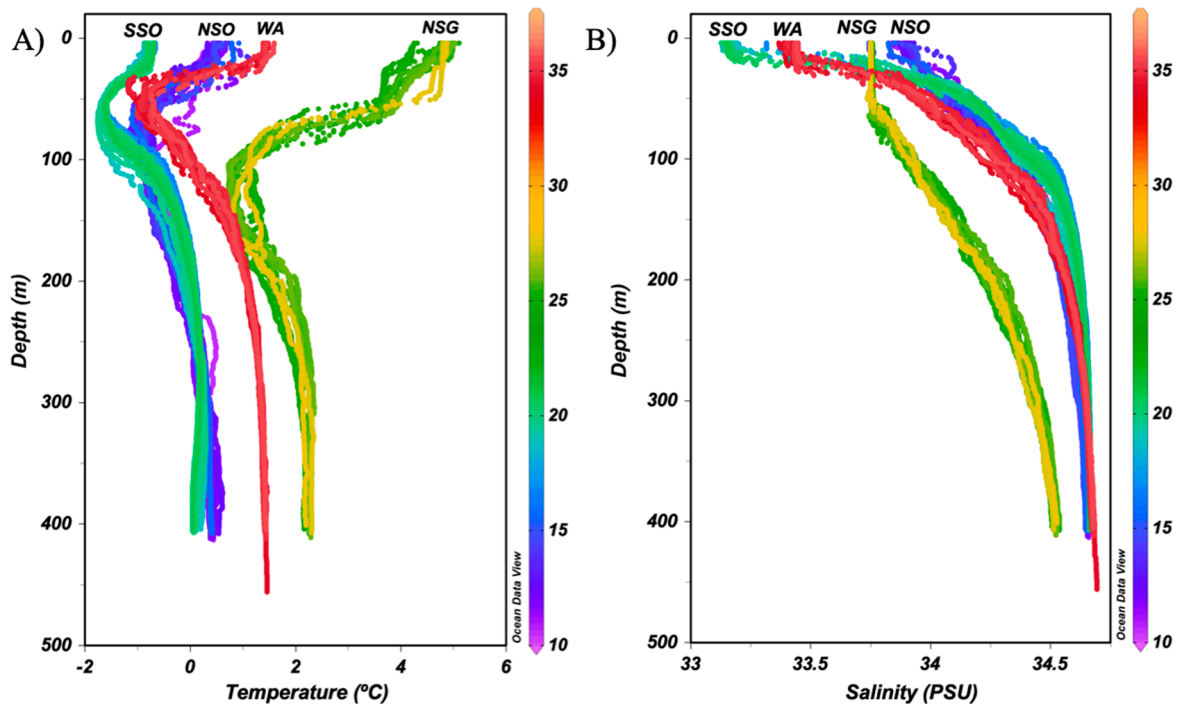 A)
SSO NSO WA NSG
0
100
200
300
400
500
Depth (m)
-2 0 2 4 6
Temperature (ºC)
35
30
25
20
15
10
Ocean Data View
B)
SSO WA NSG NSO
0
100
200
300
400
500
Depth (m)
33 33.5 34 34.5
Salinity (PSU)
35
30
25
20
15
10
Ocean Data View